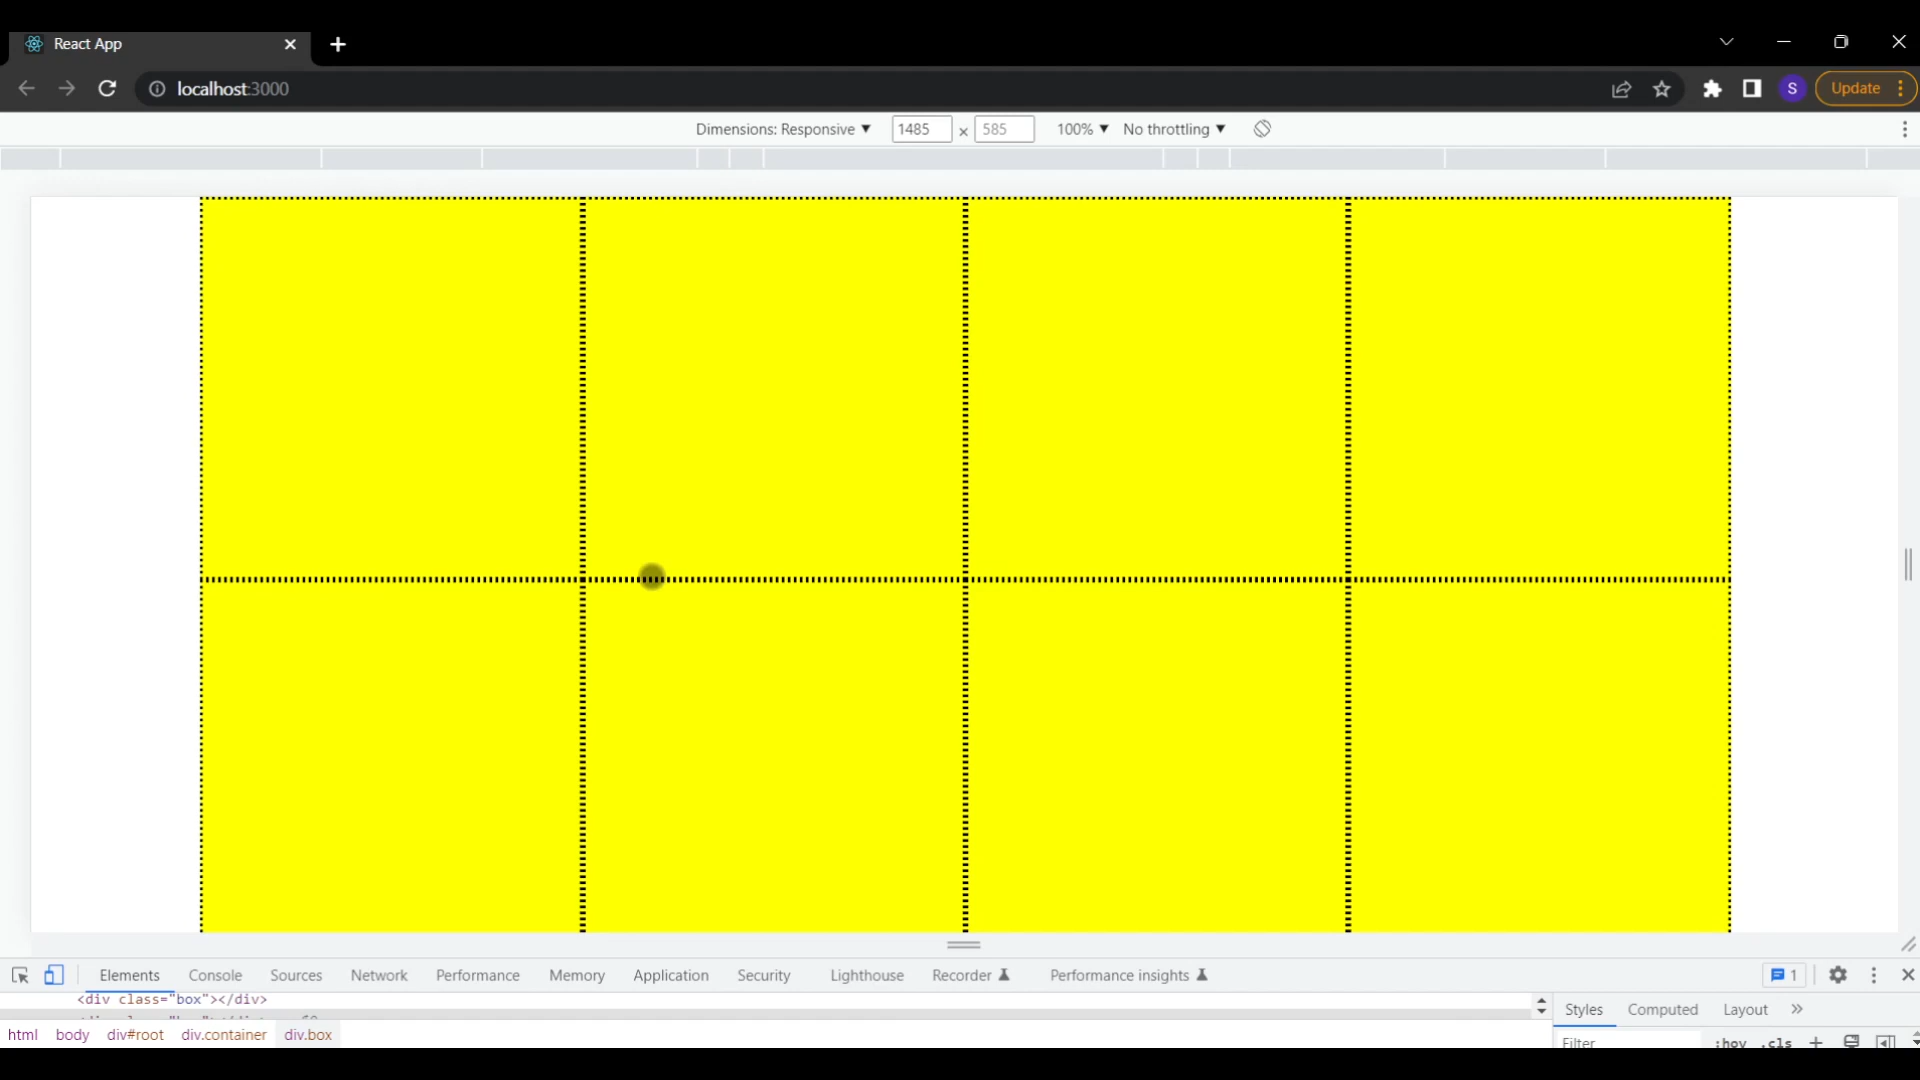 React App
localhost:3000
S
Update
Dimensions: Responsive
1485 × 585
100%
No throttling
Elements Console Sources Network Performance Memory Application Security Lighthouse Recorder Performance insights
1
<div class="box"></div>
Styles Computed Layout
html body div#root div.container div.box
Filter :hov .cls